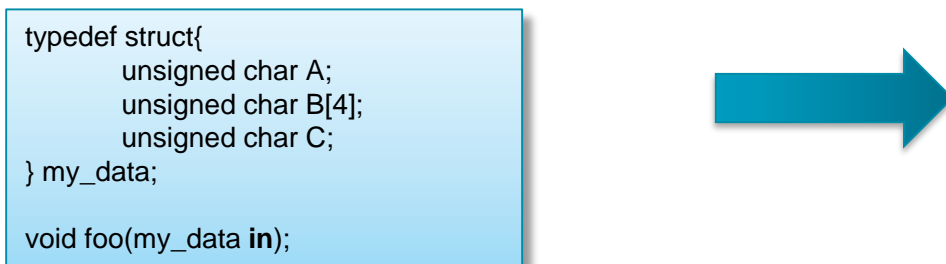 typedef struct{
unsigned char A;
unsigned char B[4];
unsigned char C;
} my_data;
void foo(my_data in);